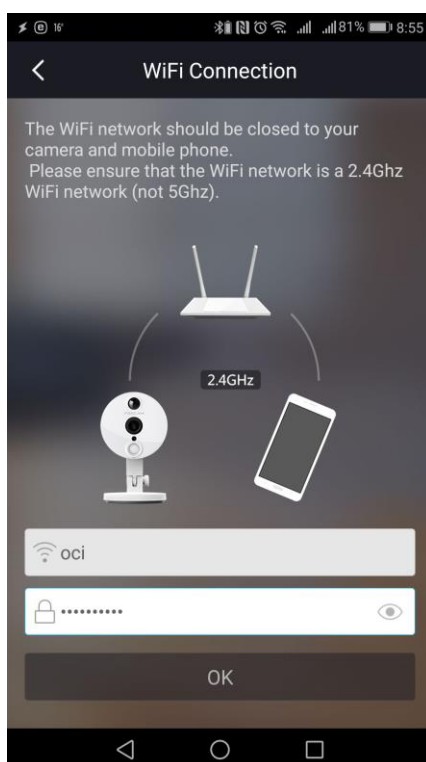 16° 81% 8:55
WiFi Connection
The WiFi network should be closed to your
camera and mobile phone.
Please ensure that the WiFi network is a 2.4Ghz
WiFi network (not 5Ghz).
2.4GHz
oci
••••••••••
OK